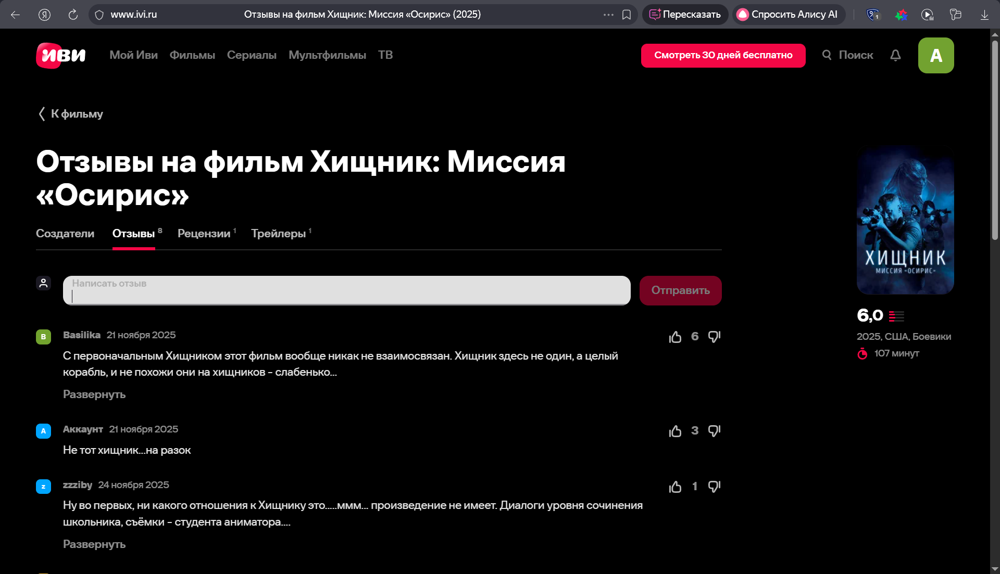 www.ivi.ru
Отзывы на фильм Хищник: Миссия «Осирис» (2025)
Пересказать
Спросить Алису AI
1
иви
Мой Иви
Фильмы
Сериалы
Мультфильмы
ТВ
Смотреть 30 дней бесплатно
Поиск
А
К фильму
Отзывы на фильм Хищник: Миссия
«Осирис»
Создатели
Отзывы 8
Рецензии 1
Трейлеры 1
Написать отзыв
Отправить
B
Basilika 21 ноября 2025
6
С первоначальным Хищником этот фильм вообще никак не взаимосвязан. Хищник здесь не один, а целый
корабль, и не похожи они на хищников - слабенько...
Развернуть
А
Аккаунт 21 ноября 2025
3
Не тот хищник...на разок
z
zzziby 24 ноября 2025
1
Ну во первых, ни какого отношения к Хищнику это.....ммм... произведение не имеет. Диалоги уровня сочинения
школьника, съёмки - студента аниматора....
Развернуть
ХИЩНИК
МИССИЯ «ОСИРИС»
6,0
2025, США, Боевики
107 минут